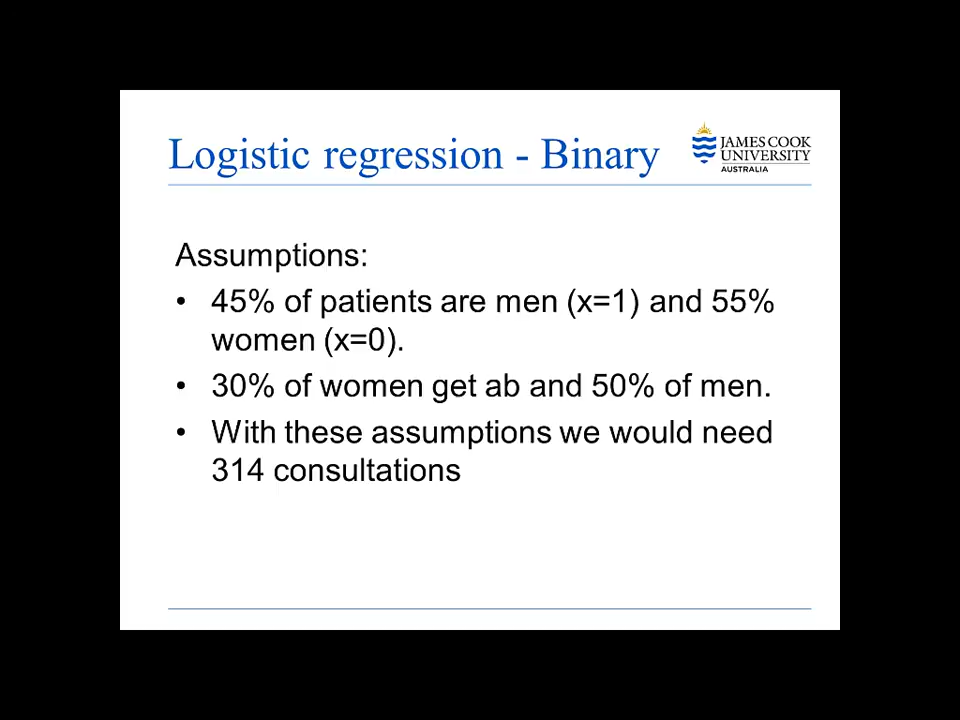 Logistic regression - Binary
JAMES COOK
UNIVERSITY
AUSTRALIA
Assumptions:
• 45% of patients are men (x=1) and 55%
women (x=0).
• 30% of women get ab and 50% of men.
• With these assumptions we would need
314 consultations